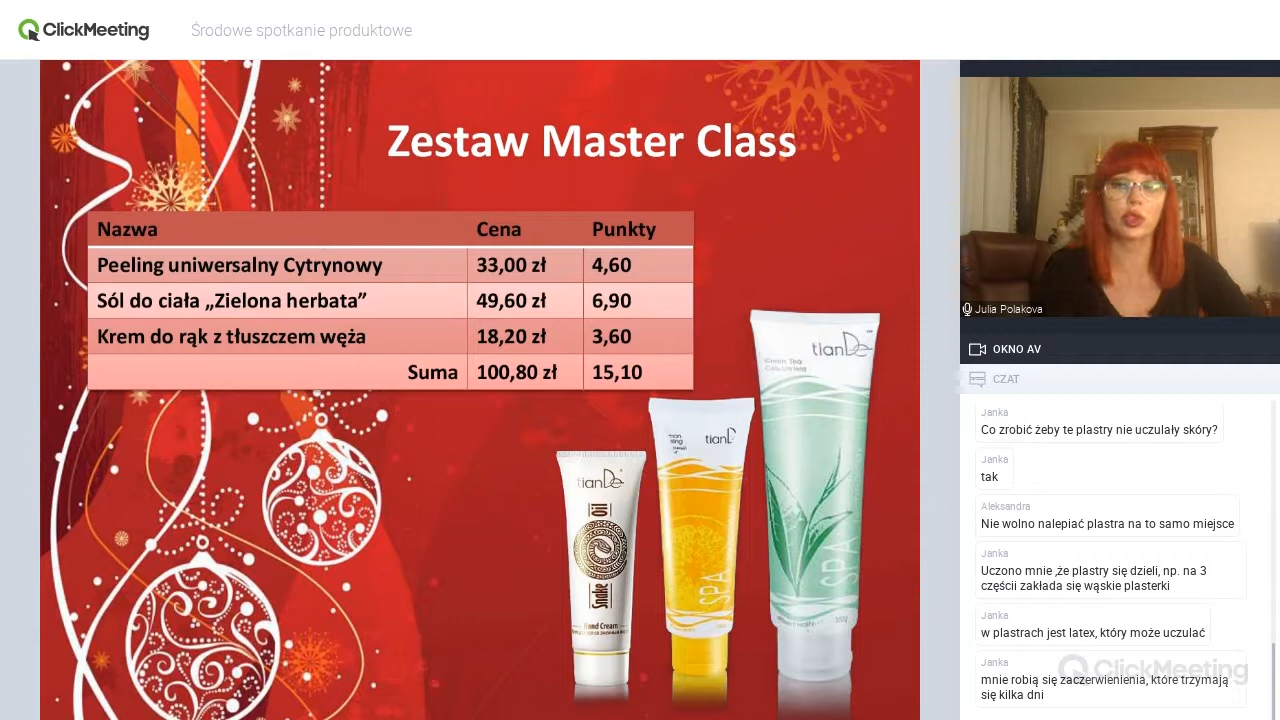 ClickMeeting
Środowe spotkanie produktowe
Zestaw Master Class
Nazwa Cena Punkty
Peeling uniwersalny Cytrynowy 33,00 zł 4,60
Sól do ciała „Zielona herbata” 49,60 zł 6,90
Krem do rąk z tłuszczem węża 18,20 zł 3,60
Suma 100,80 zł 15,10
tianDe
Snake Oil
Hand Cream
tianDe
SPA
tianDe
Green Tea
SPA
Julia Polakova
OKNO AV
CZAT
Janka
Co zrobić żeby te plastry nie uczulały skóry?
Janka
tak
Aleksandra
Nie wolno nalepiać plastra na to samo miejsce
Janka
Uczono mnie ,że plastry się dzieli, np. na 3
częścii zakłada się wąskie plasterki
Janka
w plastrach jest latex, który może uczulać
Janka
mnie robią się zaczerwienienia, które trzymają
się kilka dni
ClickMeeting